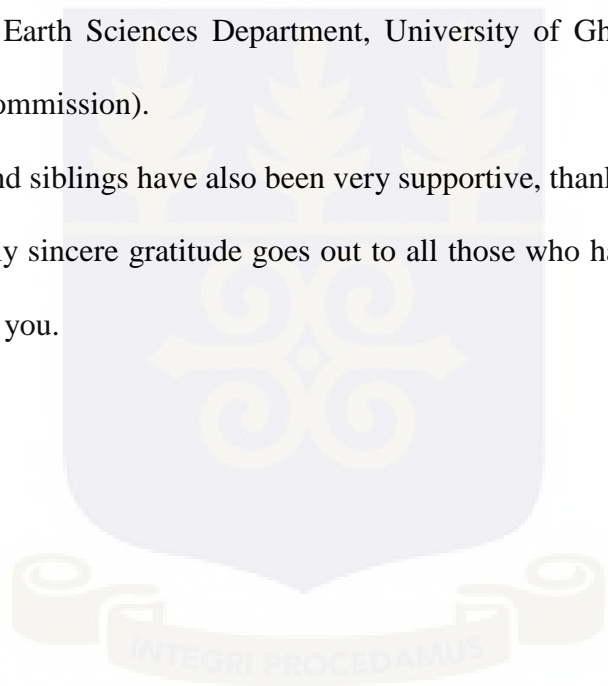 Earth Sciences Department, University of Gh
ommission).
nd siblings have also been very supportive, thank
y sincere gratitude goes out to all those who ha
you.
INTEGRI PROCEDAMUS